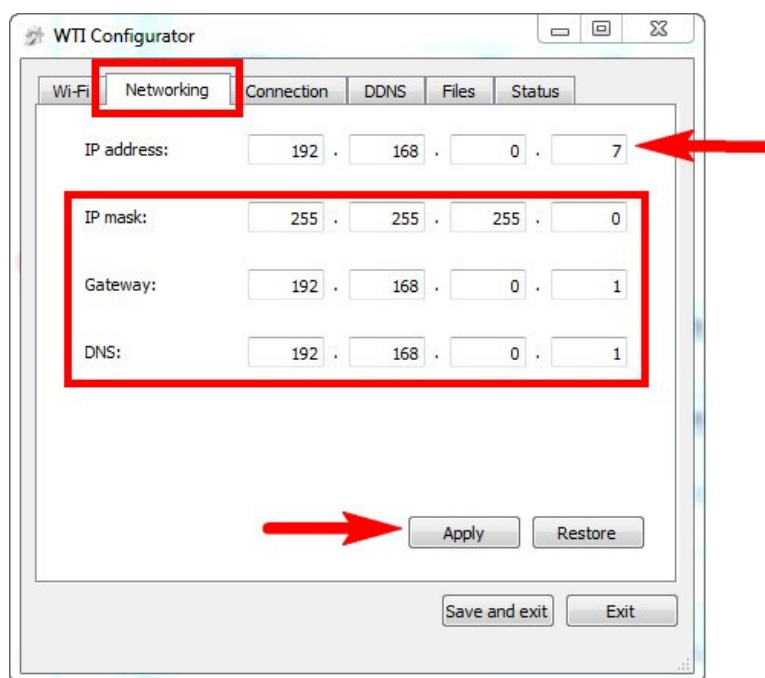 WTI Configurator
Wi-Fi Networking Connection DDNS Files Status
IP address: 192 . 168 . 0 . 7
IP mask: 255 . 255 . 255 . 0
Gateway: 192 . 168 . 0 . 1
DNS: 192 . 168 . 0 . 1
Apply Restore
Save and exit Exit